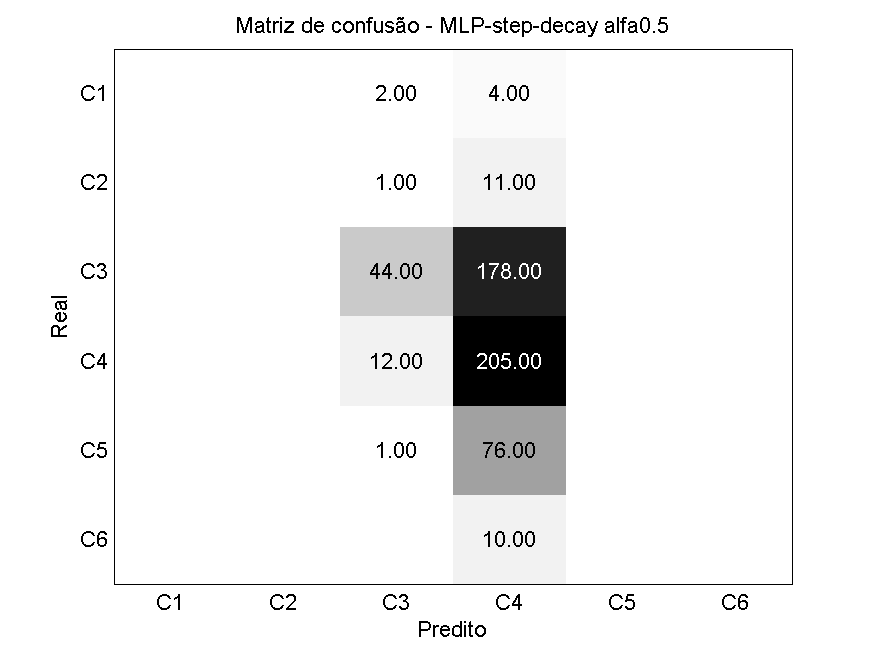 Matriz de confusão - MLP-step-decay alfa0.5
C1 2.00 4.00
C2 1.00 11.00
C3 44.00 178.00
Real
C4 12.00 205.00
C5 1.00 76.00
C6 10.00
C1 C2 C3 C4 C5 C6
Predito